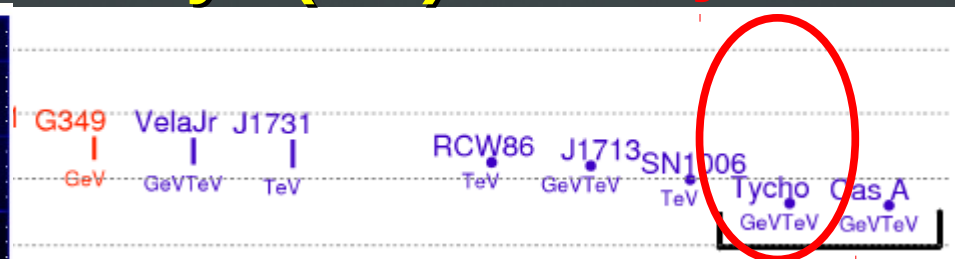 G349
GeV
VelaJr
GeVTeV
J1731
TeV
RCW86
TeV
J1713
GeVTeV
SN1006
TeV
Tycho
GeVTeV
Cas A
GeVTeV